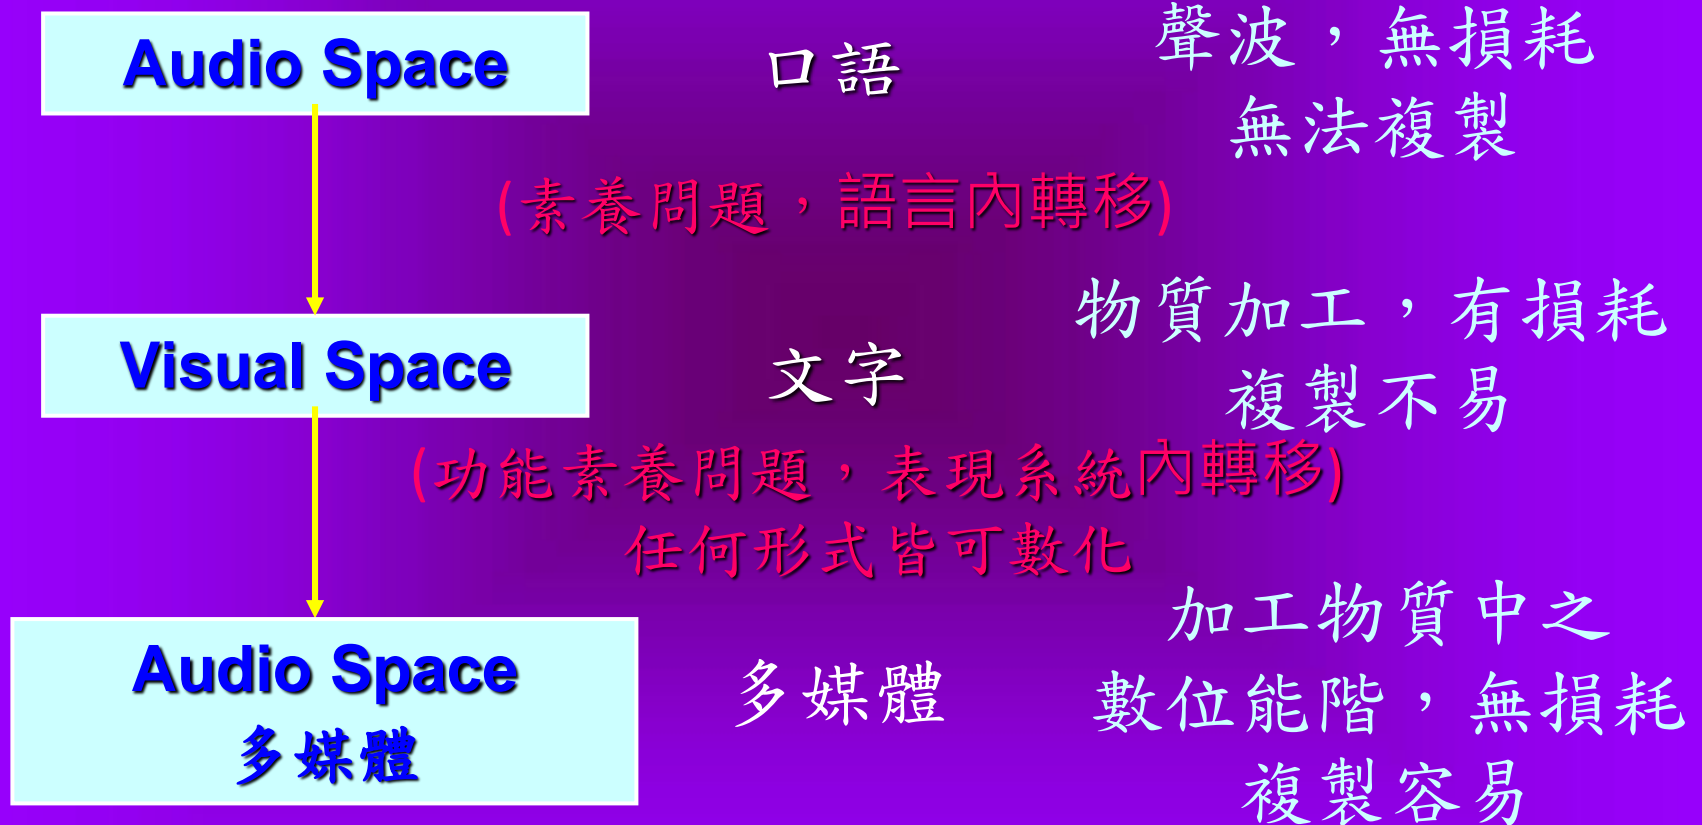 Audio Space
口語
聲波，無損耗
無法複製
(素養問題，語言內轉移)
Visual Space
文字
物質加工，有損耗
複製不易
(功能素養問題，表現系統內轉移)
任何形式皆可數化
Audio Space
多媒體
多媒體
加工物質中之
數位能階，無損耗
複製容易